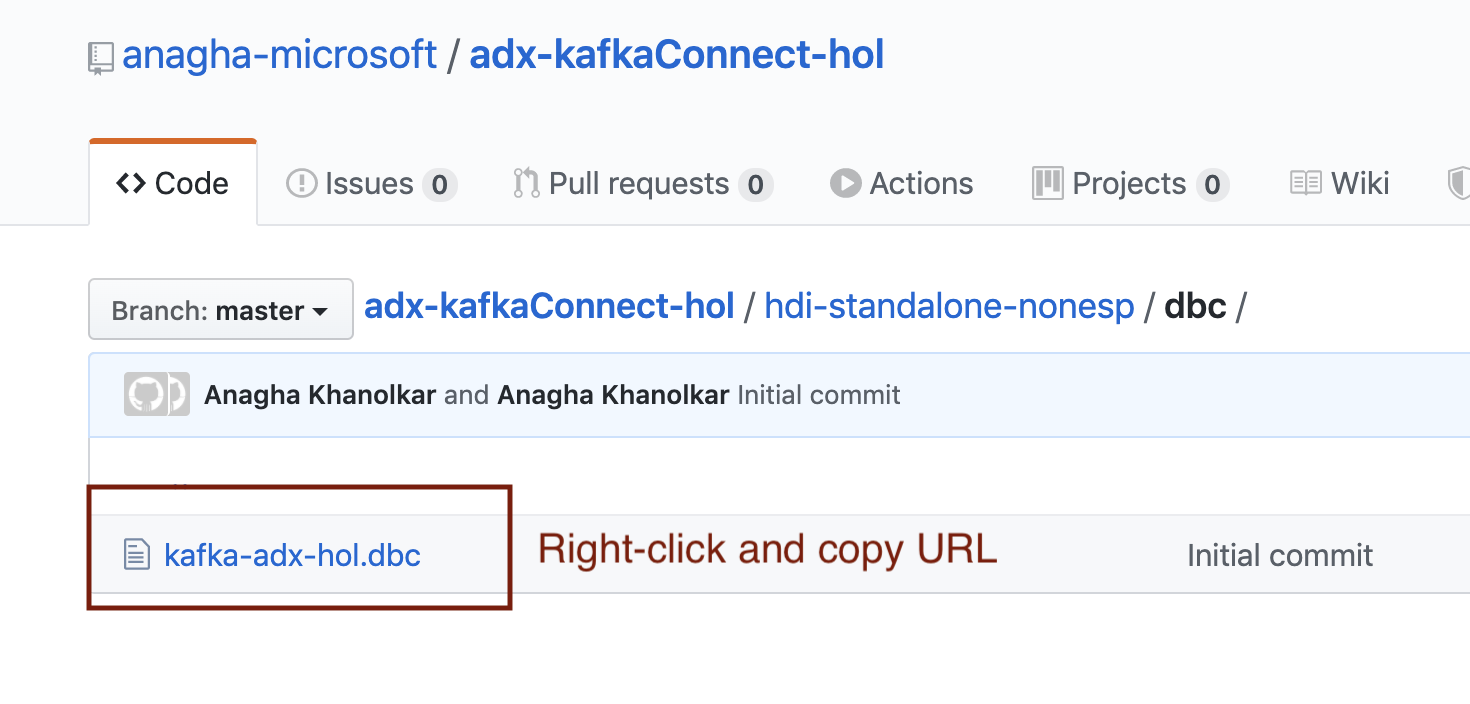 anagha-microsoft / adx-kafkaConnect-hol
<> Code Issues 0 Pull requests 0 Actions Projects 0 Wiki
Branch: master adx-kafkaConnect-hol / hdi-standalone-nonesp / dbc /
Anagha Khanolkar and Anagha Khanolkar Initial commit
kafka-adx-hol.dbc Right-click and copy URL Initial commit